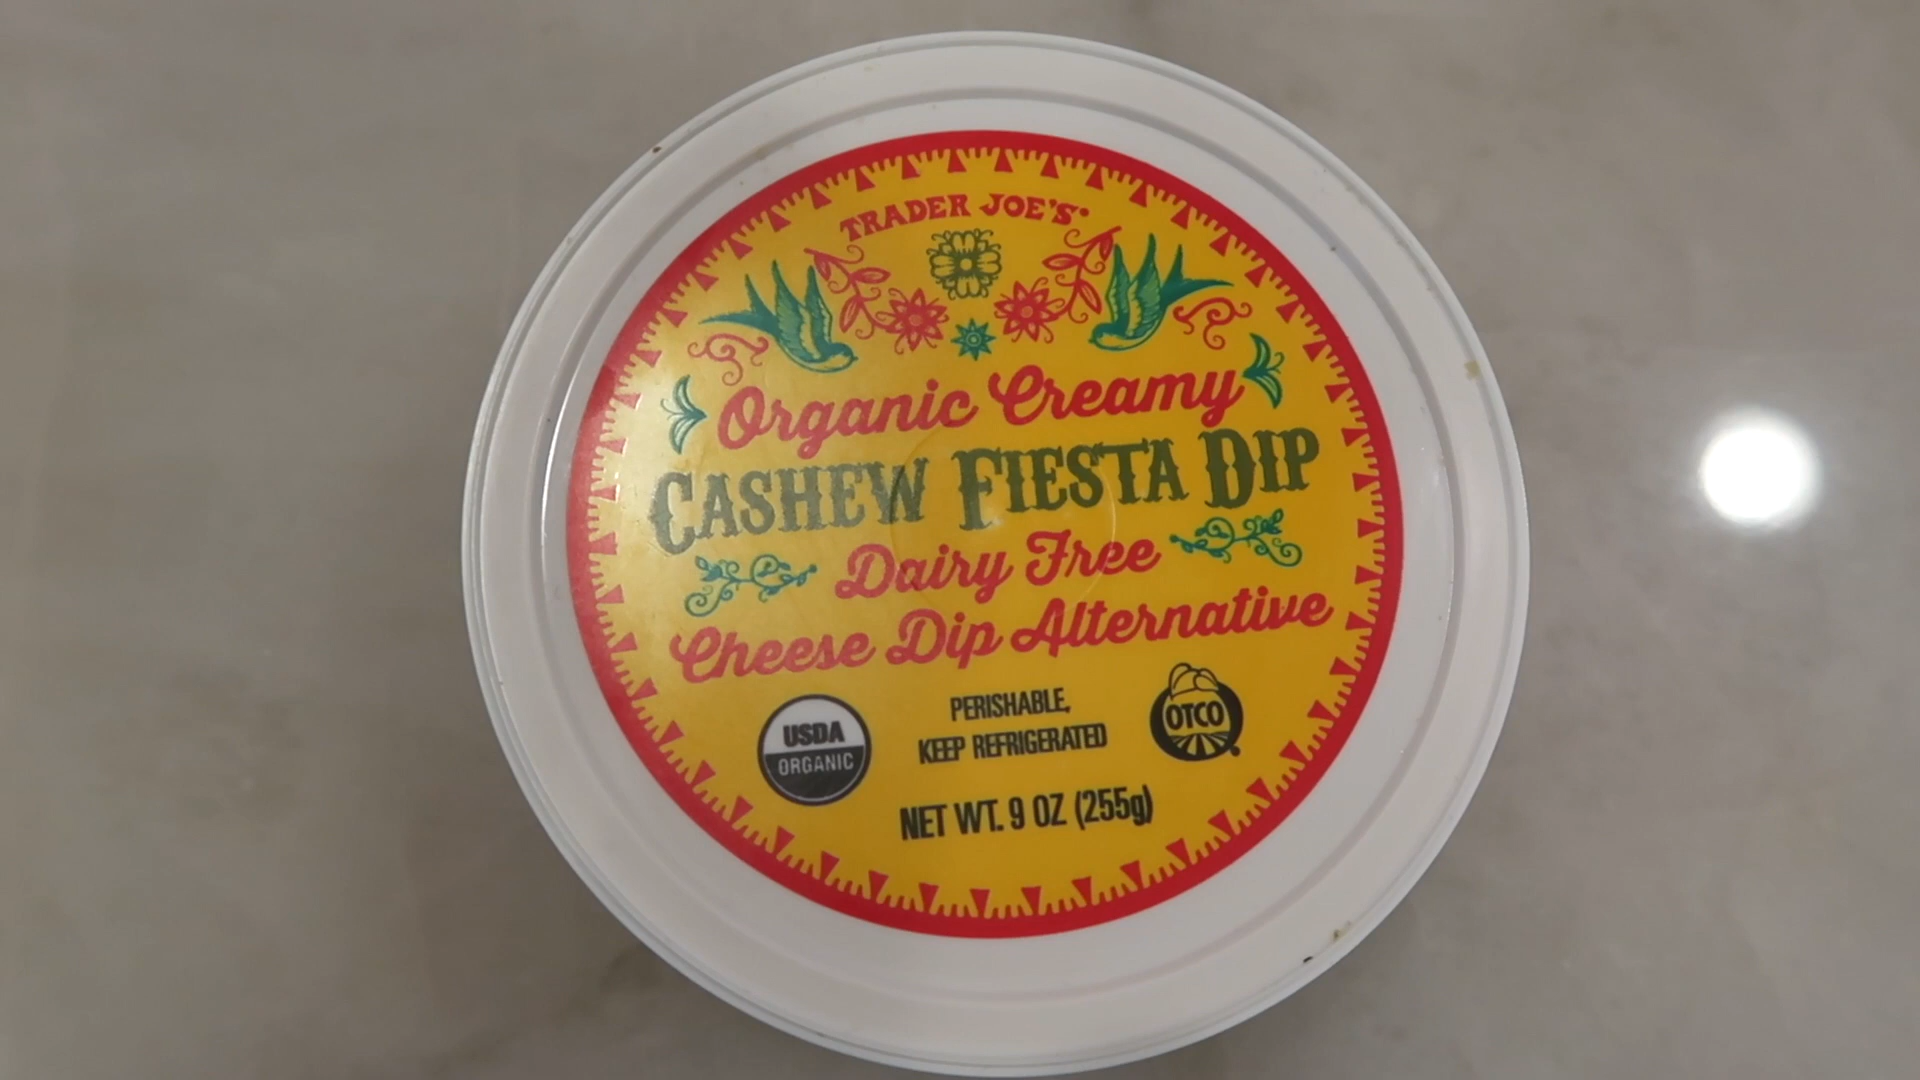 TRADER JOE'S
Organic Creamy
CASHEW FIESTA DIP
Dairy Free
Cheese Dip Alternative
USDA
ORGANIC
PERISHABLE,
KEEP REFRIGERATED
OTCO
NET WT. 9 OZ (255g)